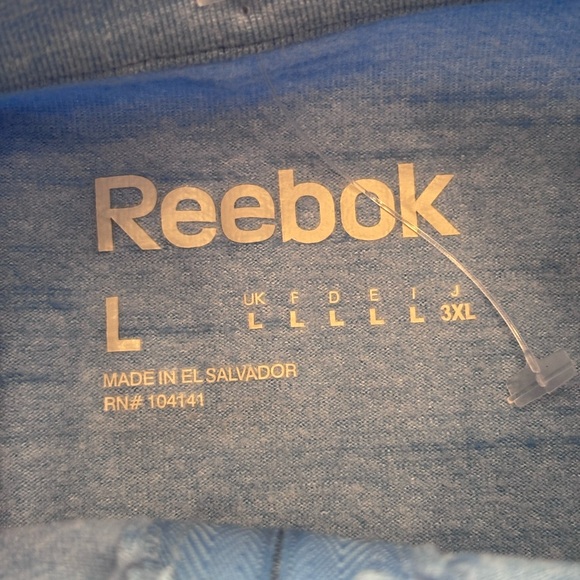 Reebok
L
UK F D E I J
L L L L L 3XL
MADE IN EL SALVADOR
RN# 104141